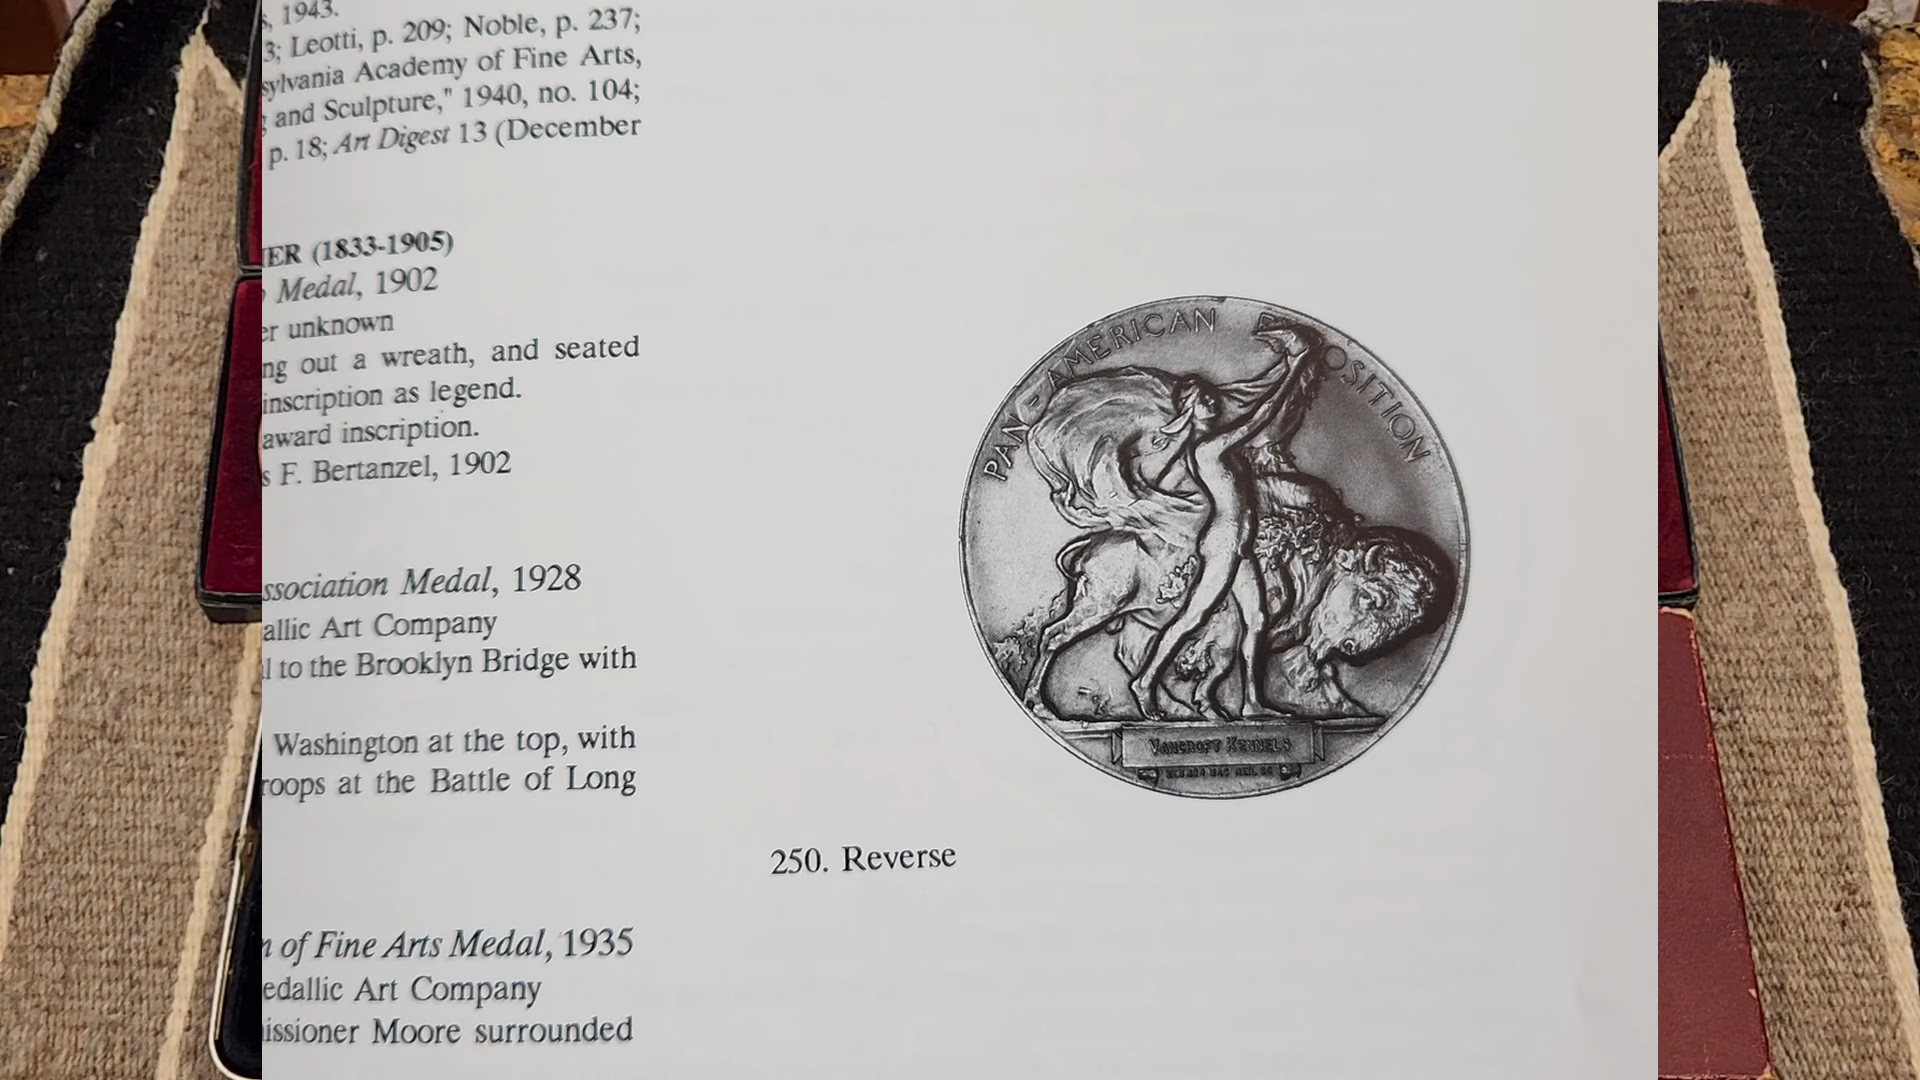 s, 1943.
3; Leotti, p. 209; Noble, p. 237;
sylvania Academy of Fine Arts,
g and Sculpture," 1940, no. 104;
p. 18; Art Digest 13 (December
ER (1833-1905)
Medal, 1902
er unknown
ng out a wreath, and seated
inscription as legend.
award inscription.
s F. Bertanzel, 1902
ssociation Medal, 1928
allic Art Company
l to the Brooklyn Bridge with
Washington at the top, with
roops at the Battle of Long
n of Fine Arts Medal, 1935
edallic Art Company
issioner Moore surrounded
PAN-AMERICAN E POSITION
VANCROFT KENNELS
250. Reverse